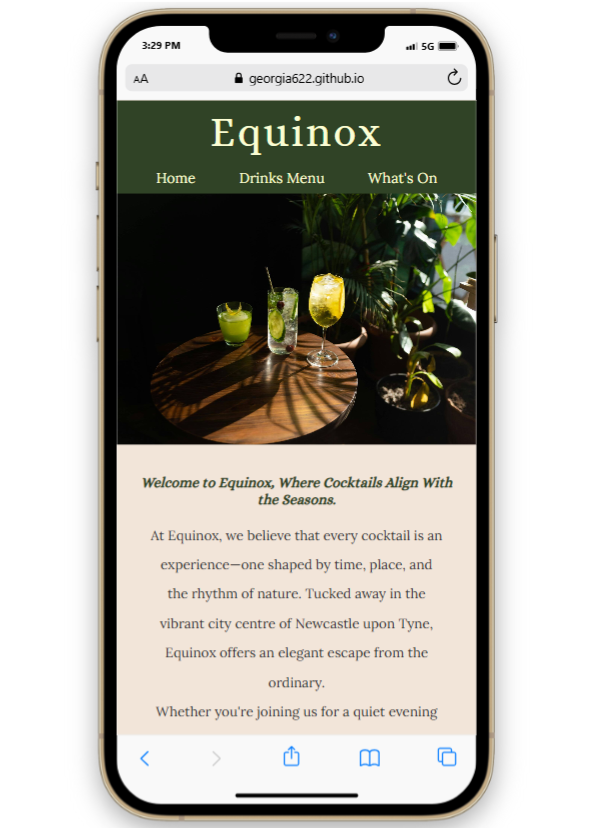 3:29 PM
5G
AA
georgia622.github.io
Equinox
Home Drinks Menu What's On
Welcome to Equinox, Where Cocktails Align With
the Seasons.
At Equinox, we believe that every cocktail is an
experience—one shaped by time, place, and
the rhythm of nature. Tucked away in the
vibrant city centre of Newcastle upon Tyne,
Equinox offers an elegant escape from the
ordinary.
Whether you're joining us for a quiet evening